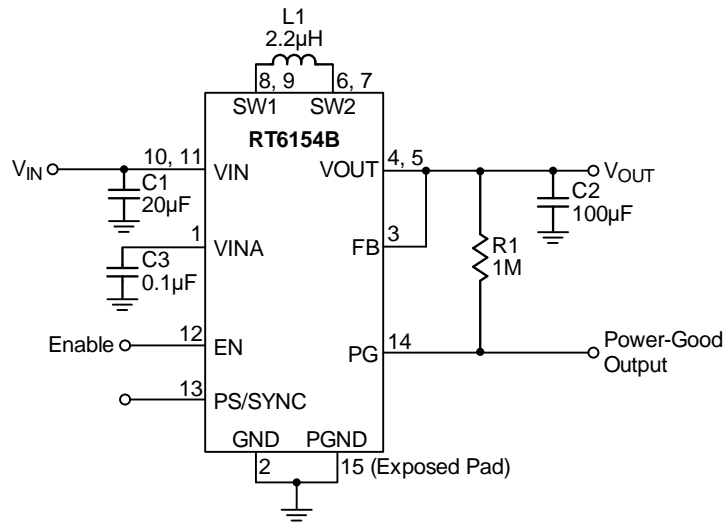 L1
2.2µH
8, 9
6, 7
SW1
SW2
RT6154B
VIN
10, 11
VIN
C1
20µF
1
VINA
C3
0.1µF
Enable
12
EN
13
PS/SYNC
VOUT
4, 5
VOUT
C2
100µF
FB
3
R1
1M
PG
14
Power-Good
Output
GND
PGND
2
15 (Exposed Pad)